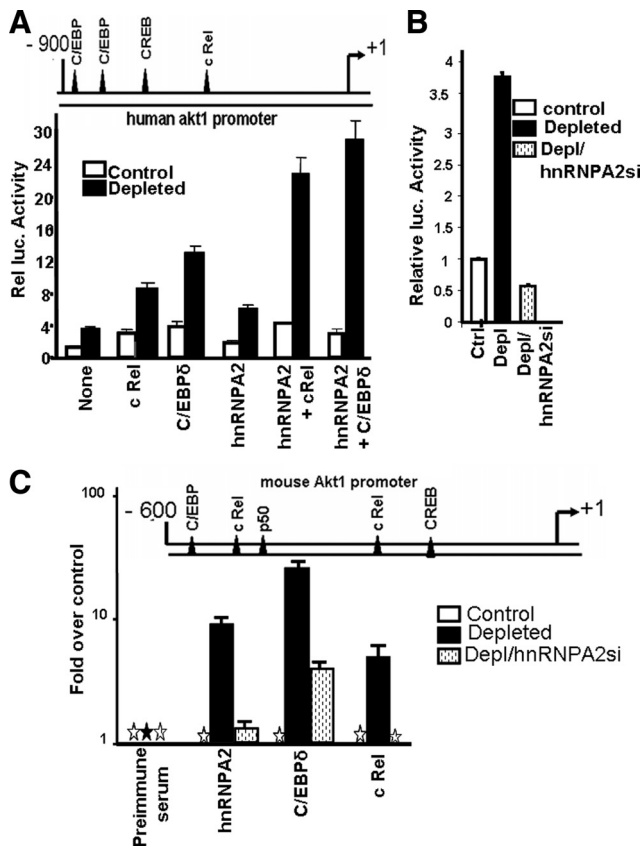 A
- 900
C/EBP
C/EBP
CREB
c Rel
+1
human akt1 promoter
Rel luc. Activity
30
28
24
20
16
12
8
4
0
Control
Depleted
None
c Rel
C/EBPδ
hnRNPA2
hnRNPA2
+ cRel
hnRNPA2
+ C/EBPδ
B
Relative luc. Activity
4
3.5
3
2.5
2
1.5
1
0.5
0
control
Depleted
Depl/
hnRNPA2si
Ctrl
Depl
Depl/
hnRNPA2si
C
mouse Akt1 promoter
- 600
C/EBP
c Rel
p50
c Rel
CREB
+1
Fold over control
100
10
1
Control
Depleted
Depl/hnRNPA2si
Preimmune
serum
hnRNPA2
C/EBPδ
c Rel